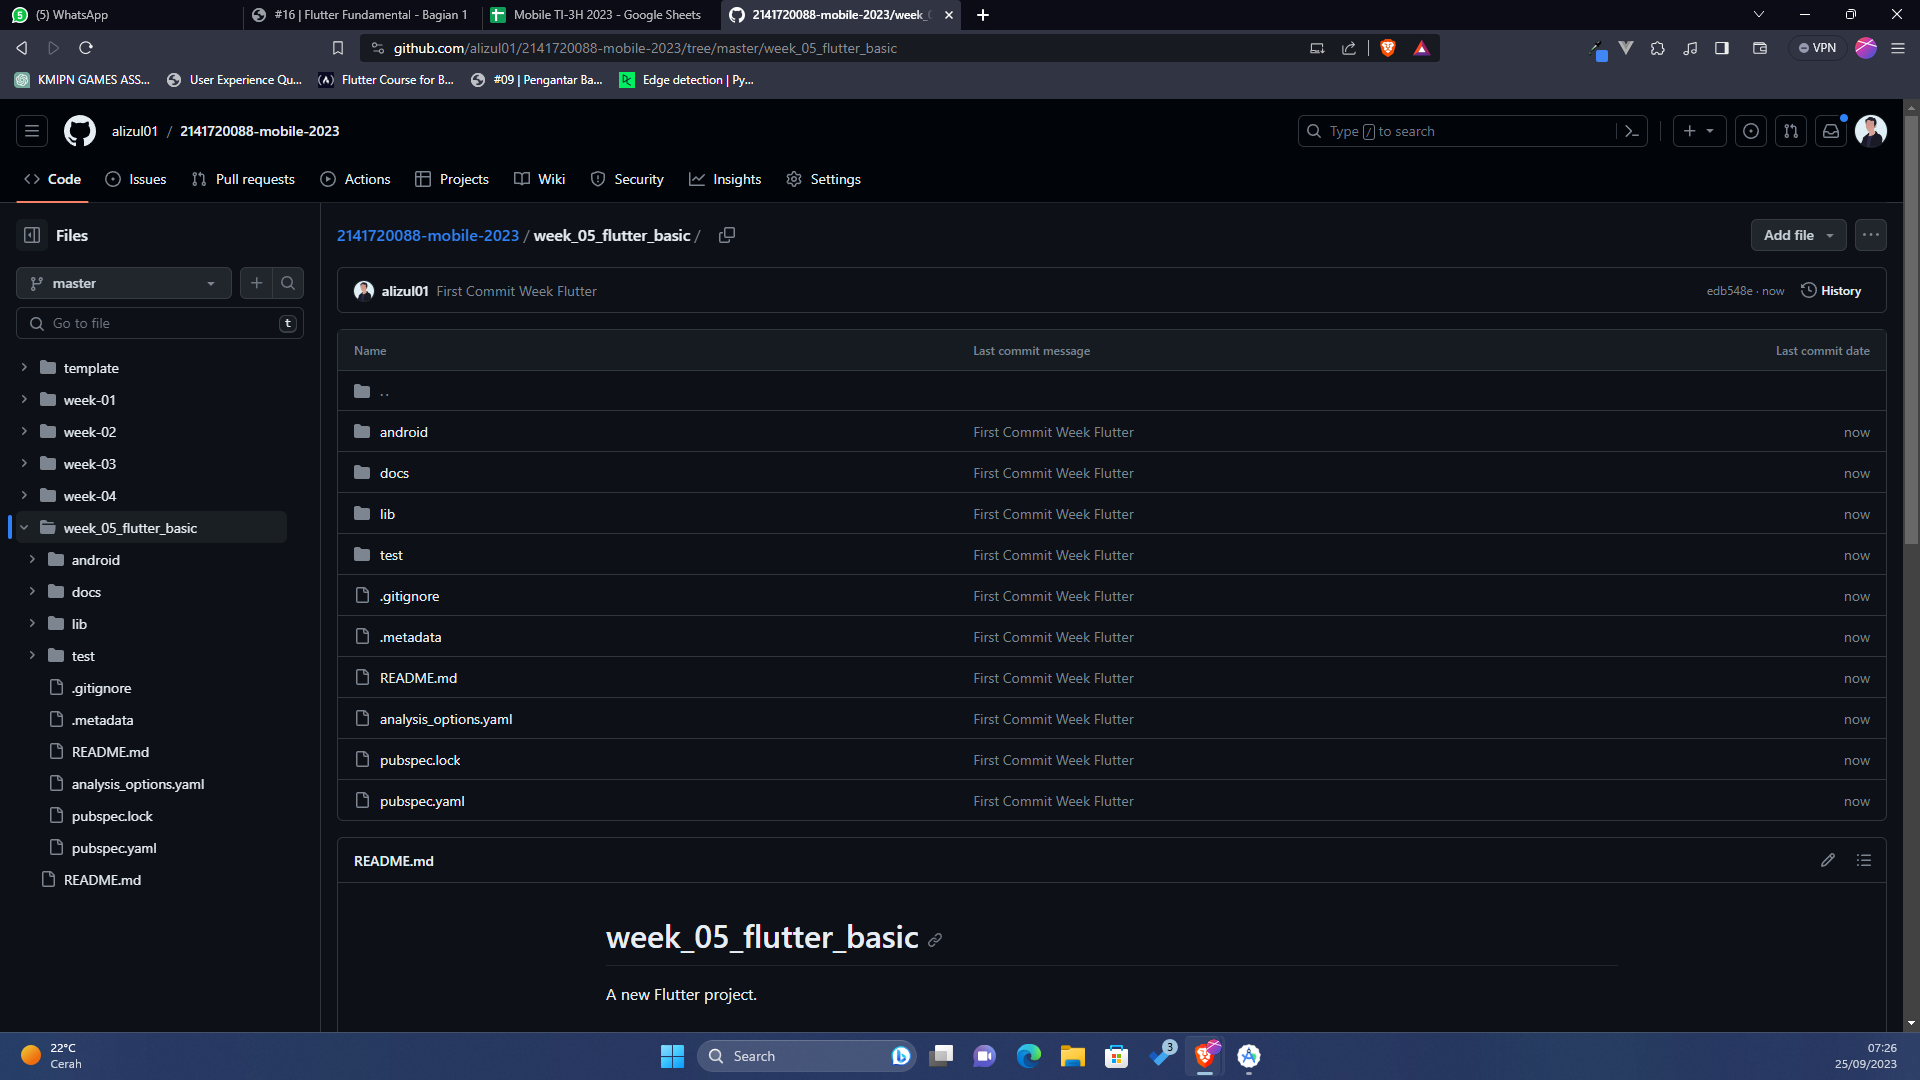 (5) WhatsApp
#16 | Flutter Fundamental - Bagian 1
Mobile TI-3H 2023 - Google Sheets
2141720088-mobile-2023/week_0
github.com/alizul01/2141720088-mobile-2023/tree/master/week_05_flutter_basic
VPN
KMIPN GAMES ASS...
User Experience Qu...
Flutter Course for B...
#09 | Pengantar Ba...
Edge detection | Py...
alizul01 / 2141720088-mobile-2023
Type / to search
Code
Issues
Pull requests
Actions
Projects
Wiki
Security
Insights
Settings
Files
master
Go to file
t
template
week-01
week-02
week-03
week-04
week_05_flutter_basic
android
docs
lib
test
.gitignore
.metadata
README.md
analysis_options.yaml
pubspec.lock
pubspec.yaml
README.md
2141720088-mobile-2023 / week_05_flutter_basic /
Add file
alizul01 First Commit Week Flutter
edb548e · now
History
Name Last commit message Last commit date
..
android First Commit Week Flutter now
docs First Commit Week Flutter now
lib First Commit Week Flutter now
test First Commit Week Flutter now
.gitignore First Commit Week Flutter now
.metadata First Commit Week Flutter now
README.md First Commit Week Flutter now
analysis_options.yaml First Commit Week Flutter now
pubspec.lock First Commit Week Flutter now
pubspec.yaml First Commit Week Flutter now
README.md
week_05_flutter_basic
A new Flutter project.
22°C
Cerah
Search
3
07:26
25/09/2023